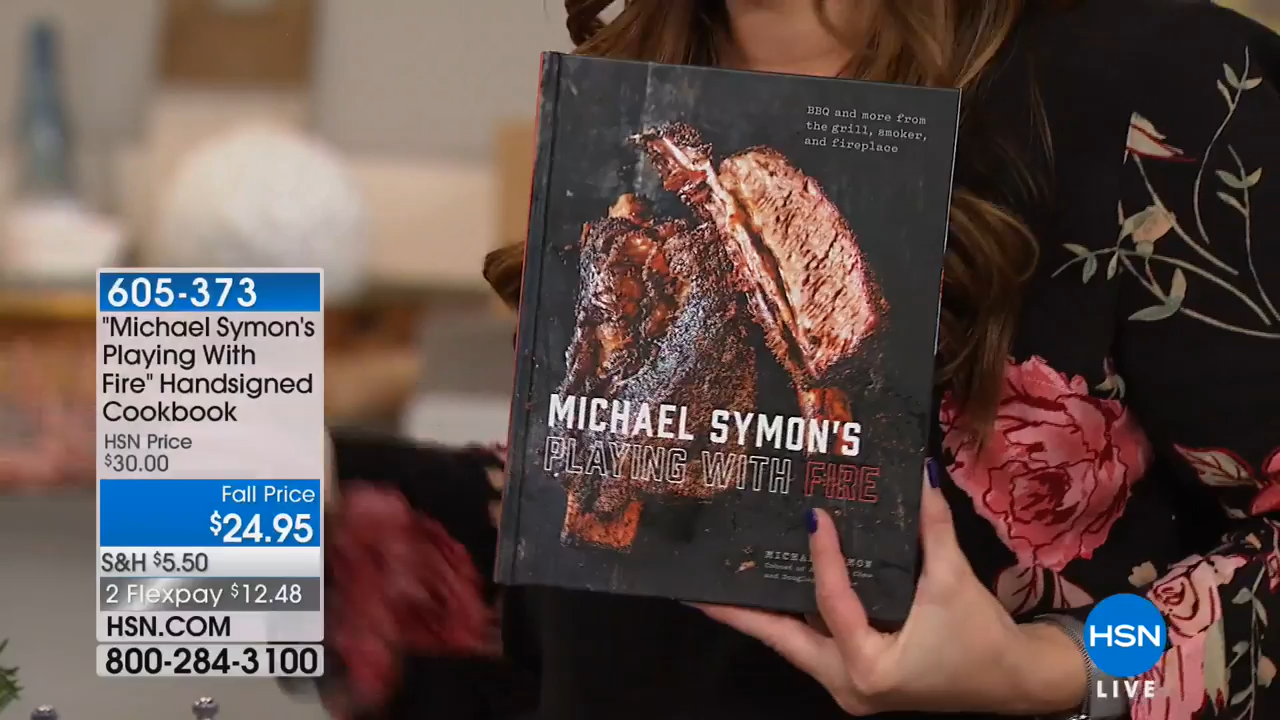 605-373
"Michael Symon's
Playing With
Fire" Handsigned
Cookbook
HSN Price
$30.00
Fall Price
$24.95
S&H $5.50
2 Flexpay $12.48
HSN.COM
800-284-3100
BBQ and more from
the grill, smoker,
and fireplace
MICHAEL SYMON'S
PLAYING WITH FIRE
HSN
LIVE